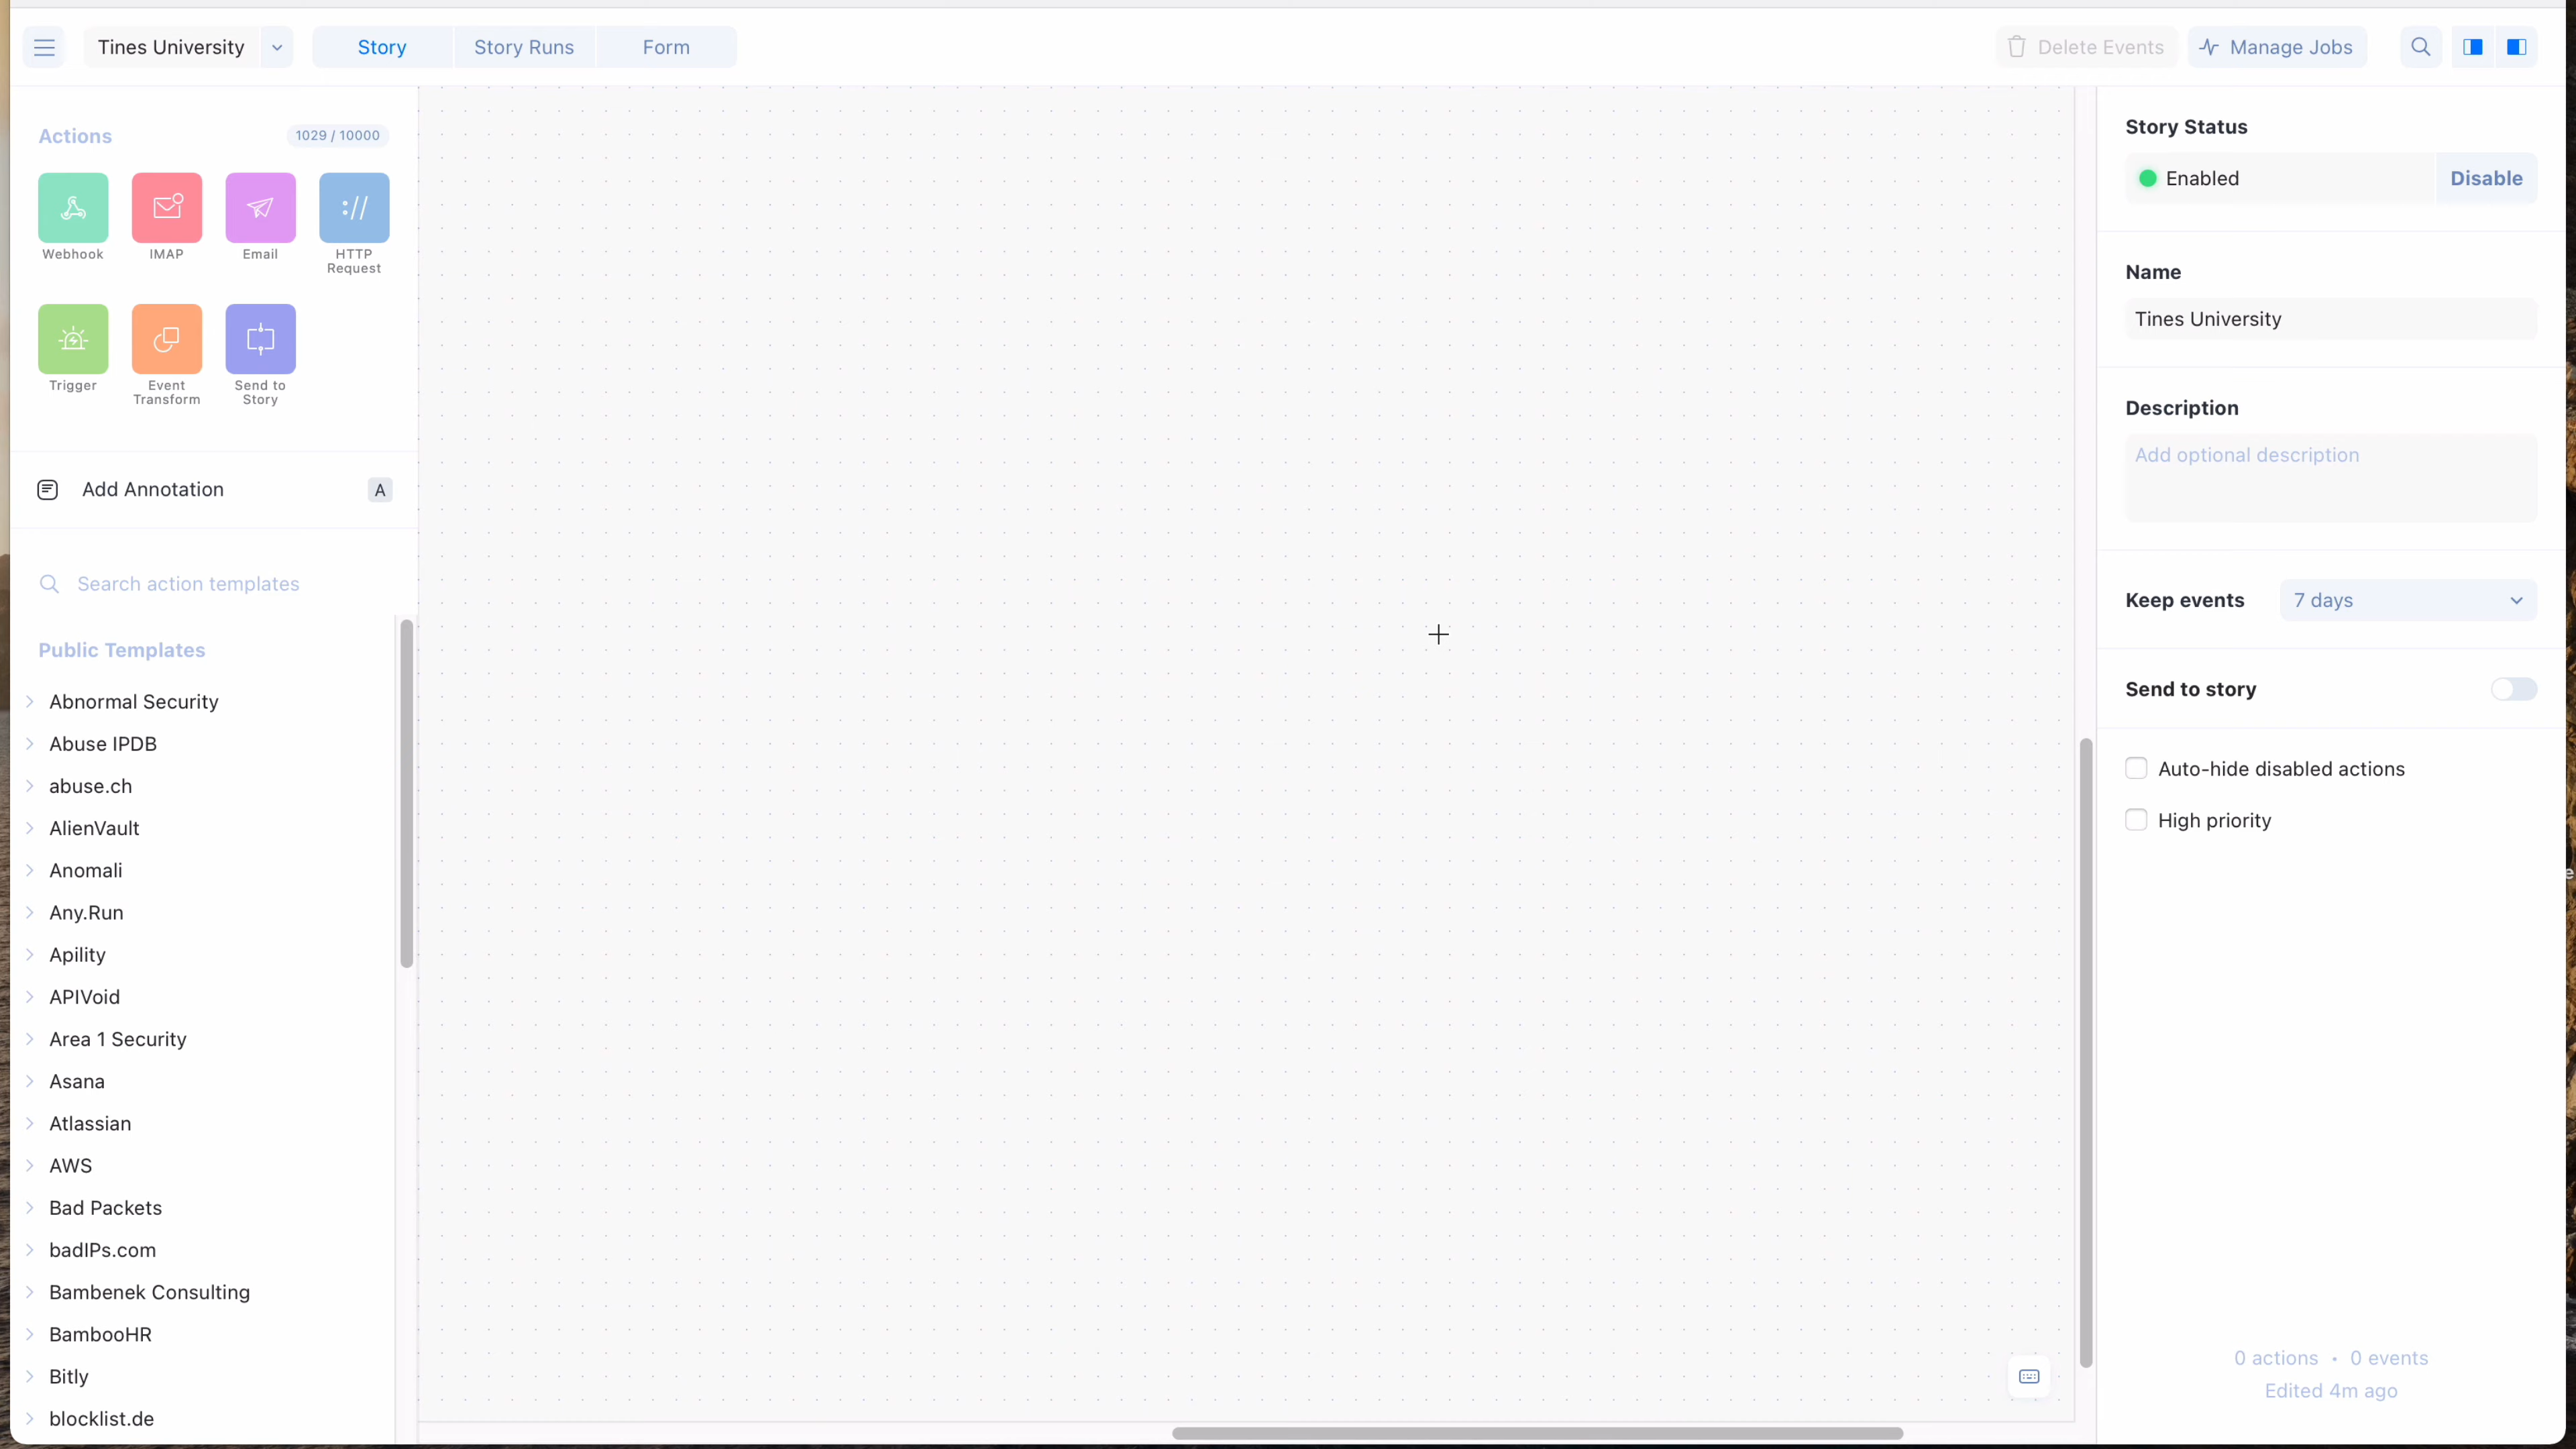 Tines University
Story
Story Runs
Form
Delete Events
Manage Jobs
Actions
1029 / 10000
Webhook
IMAP
Email
://
HTTP
Request
Trigger
Event
Transform
Send to
Story
Add Annotation
A
Search action templates
Public Templates
Abnormal Security
Abuse IPDB
abuse.ch
AlienVault
Anomali
Any.Run
Apility
APIVoid
Area 1 Security
Asana
Atlassian
AWS
Bad Packets
badIPs.com
Bambenek Consulting
BambooHR
Bitly
blocklist.de
Story Status
Enabled
Disable
Name
Tines University
Description
Add optional description
Keep events
7 days
Send to story
Auto-hide disabled actions
High priority
0 actions • 0 events
Edited 4m ago
e